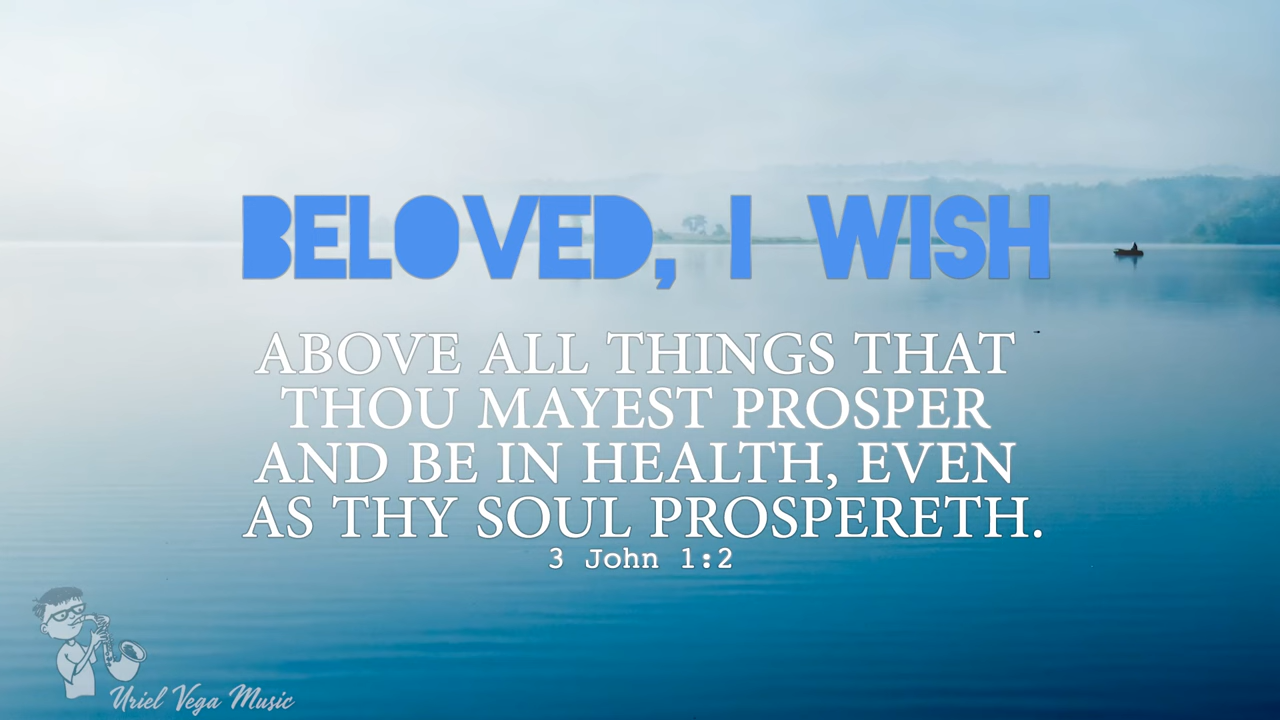 BELOVED, I WISH
ABOVE ALL THINGS THAT
THOU MAYEST PROSPER
AND BE IN HEALTH, EVEN
AS THY SOUL PROSPERETH.
3 John 1:2
Uriel Vega Music